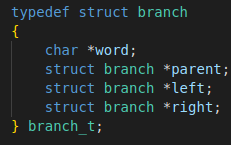 typedef struct branch
{
    char *word;
    struct branch *parent;
    struct branch *left;
    struct branch *right;
} branch_t;